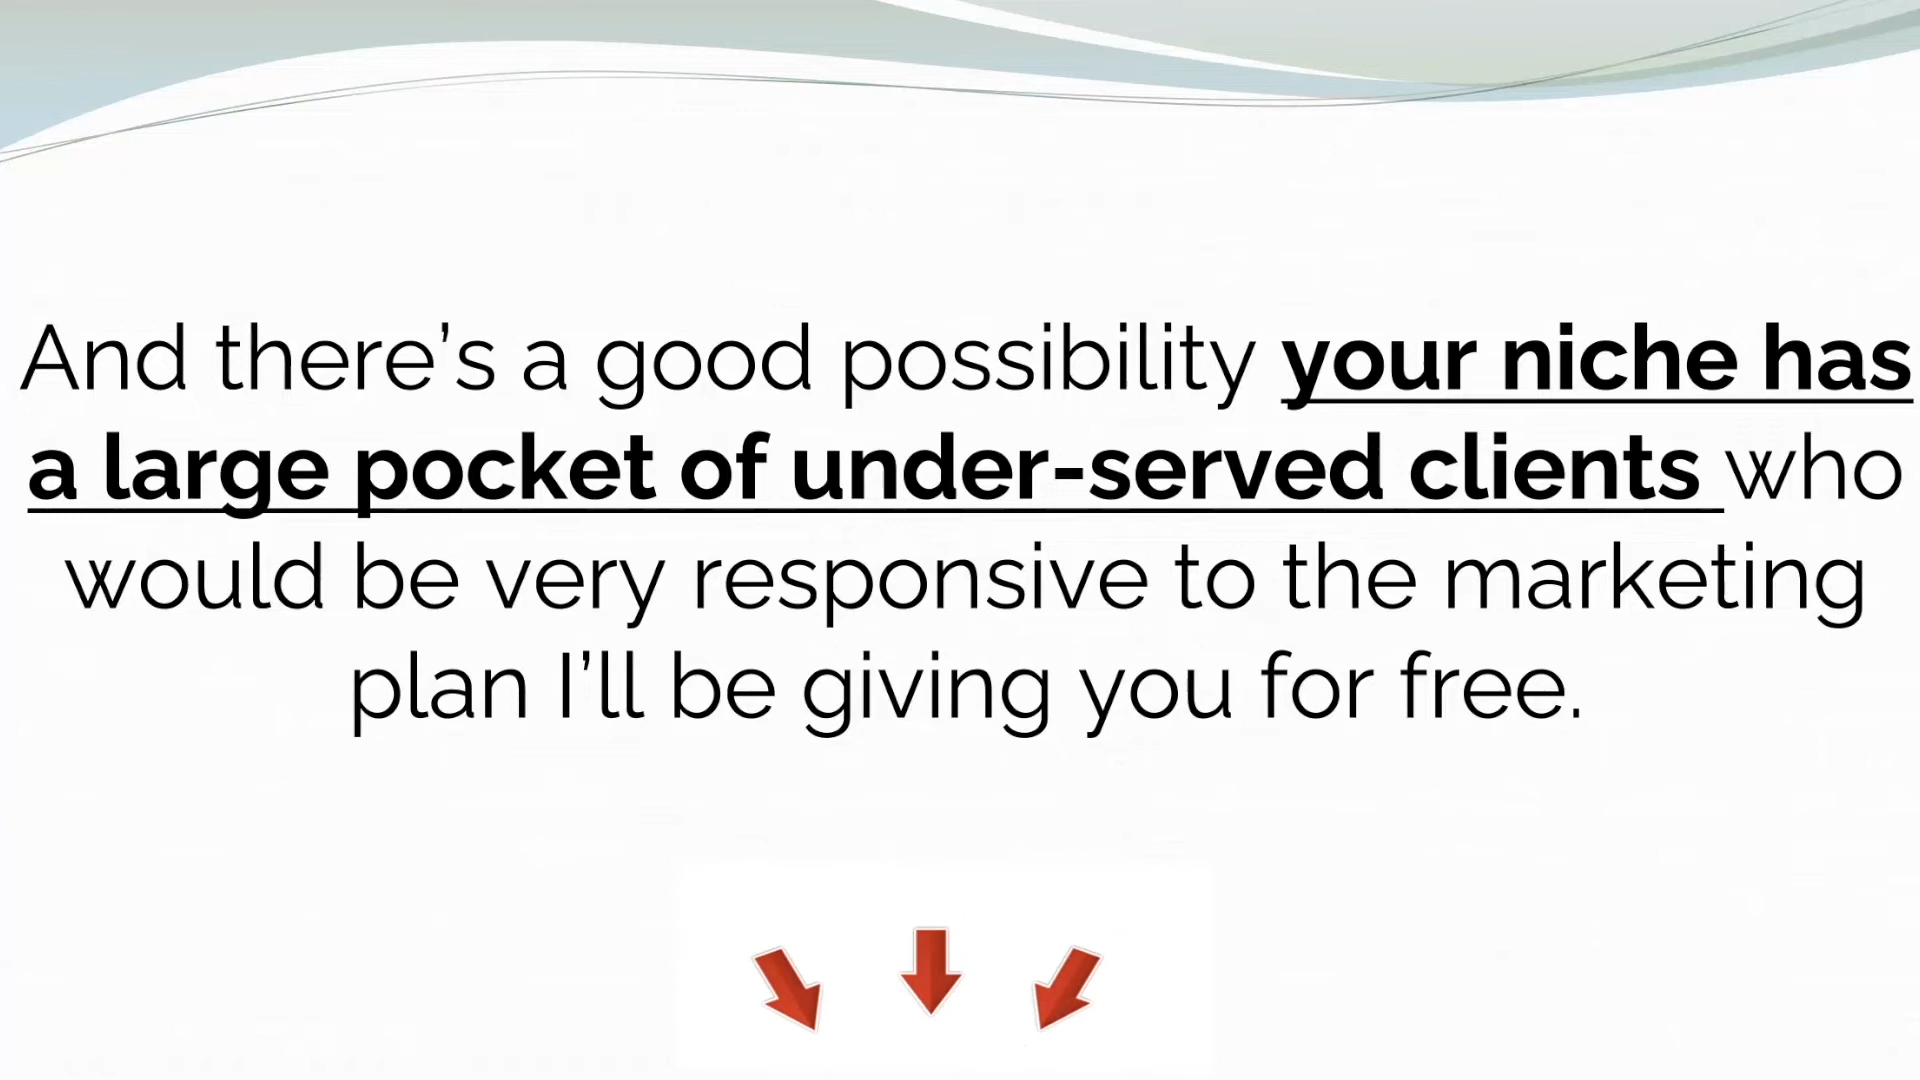 And there’s a good possibility your niche has
a large pocket of under-served clients who
would be very responsive to the marketing
plan I’ll be giving you for free.